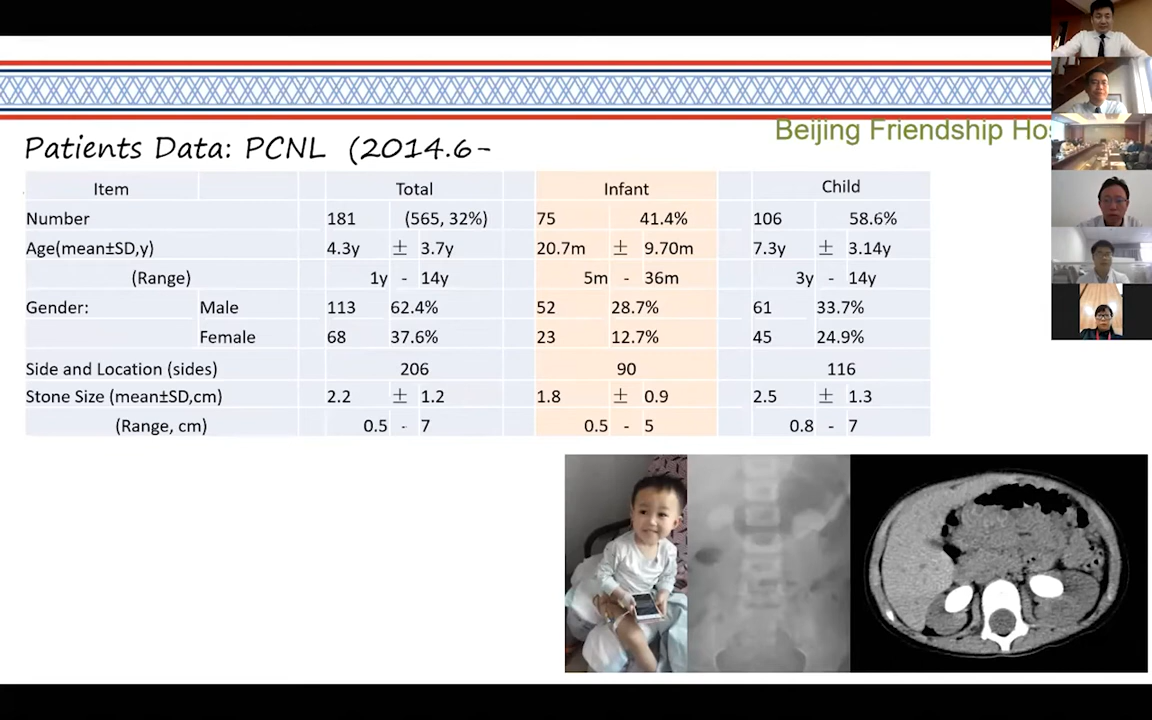 Beijing Friendship Hos
Patients Data: PCNL (2014.6-
Item Total Infant Child
Number 181 (565, 32%) 75 41.4% 106 58.6%
Age(mean±SD,y) 4.3y ± 3.7y 20.7m ± 9.70m 7.3y ± 3.14y
(Range) 1y - 14y 5m - 36m 3y - 14y
Gender: Male 113 62.4% 52 28.7% 61 33.7%
Female 68 37.6% 23 12.7% 45 24.9%
Side and Location (sides) 206 90 116
Stone Size (mean±SD,cm) 2.2 ± 1.2 1.8 ± 0.9 2.5 ± 1.3
(Range, cm) 0.5 - 7 0.5 - 5 0.8 - 7